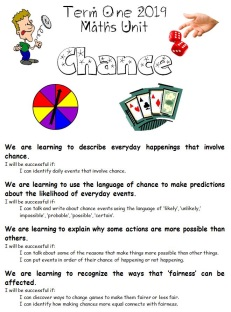 Term One 2019
Maths Unit
Chance
We are learning to describe everyday happenings that involve
chance.
I will be successful if:
I can identify daily events that involve chance.
We are learning to use the language of chance to make predictions
about the likelihood of everyday events.
I will be successful if:
I can talk and write about chance events using the language of 'likely', 'unlikely',
'impossible', 'probable', 'possible', 'certain'.
We are learning to explain why some actions are more possible than
others.
I will be successful if:
I can talk about some of the reasons that make things more possible than other things.
I can put events in order of their chance of happening or not happening.
We are learning to recognize the ways that 'fairness' can be
affected.
I will be successful if:
I can discover ways to change games to make them fairer or less fair.
I can identify how making chances more equal connects with fairness.